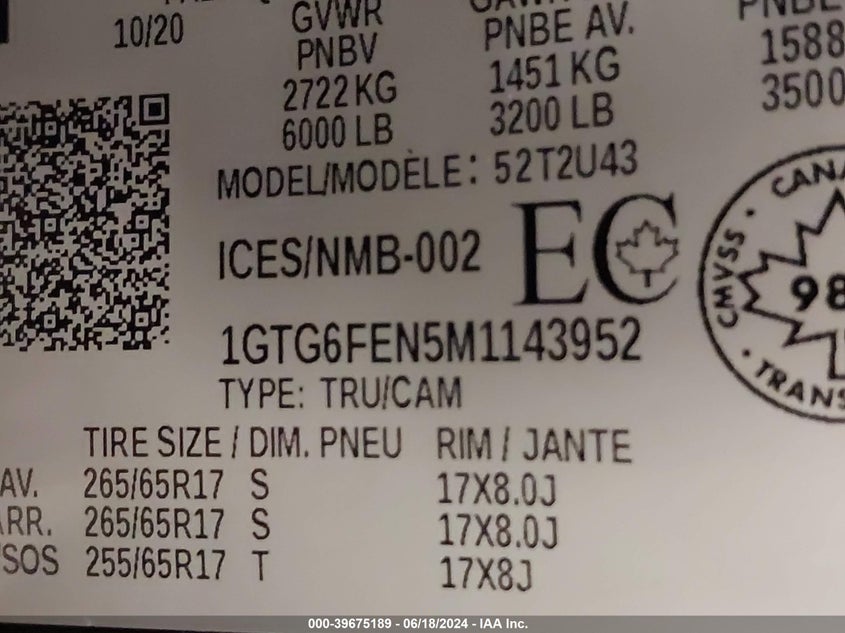 10/20
GVWR
PNBV
2722 KG
6000 LB
PNBE AV.
1451 KG
3200 LB
1588
3500
MODEL/MODÈLE: 52T2U43
ICES/NMB-002 EC
1GTG6FEN5M1143952
TYPE: TRU/CAM
CMVSS
98
TIRE SIZE / DIM. PNEU RIM / JANTE
AV. 265/65R17 S 17X8.0J
ARR. 265/65R17 S 17X8.0J
SOS 255/65R17 T 17X8J
000-39675189 - 06/18/2024 - IAA Inc.